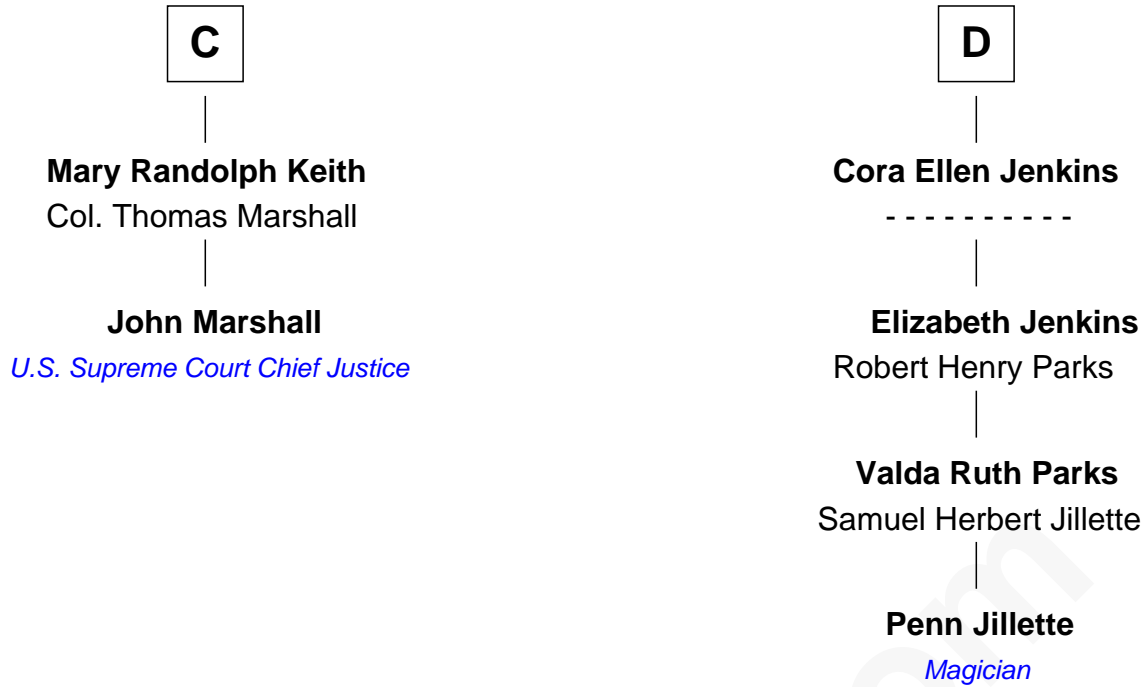 C
Mary Randolph Keith
Col. Thomas Marshall
John Marshall
U.S. Supreme Court Chief Justice
D
Cora Ellen Jenkins
- - - - - - - - - -
Elizabeth Jenkins
Robert Henry Parks
Valda Ruth Parks
Samuel Herbert Jillette
Penn Jillette
Magician